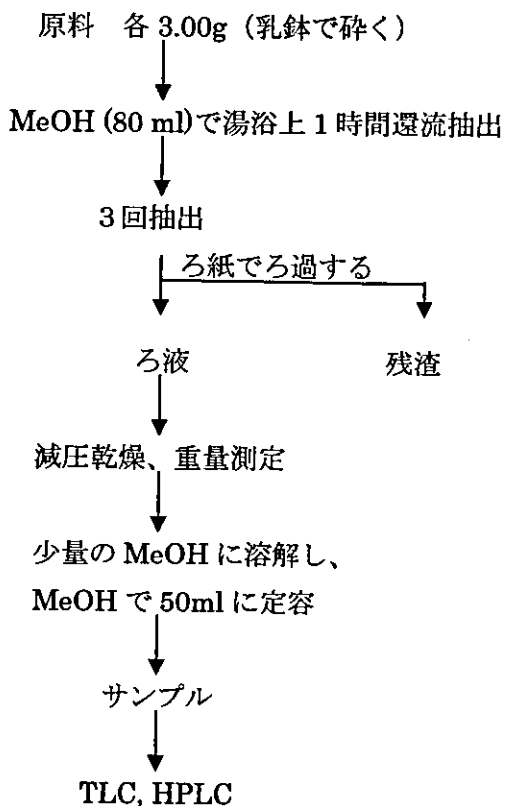 原料　各 3.00g（乳鉢で砕く）
MeOH (80 ml)で湯浴上 1 時間還流抽出
3 回抽出
ろ紙でろ過する
ろ液　残渣
減圧乾燥、重量測定
少量の MeOH に溶解し、
MeOH で 50ml に定容
サンプル
TLC, HPLC